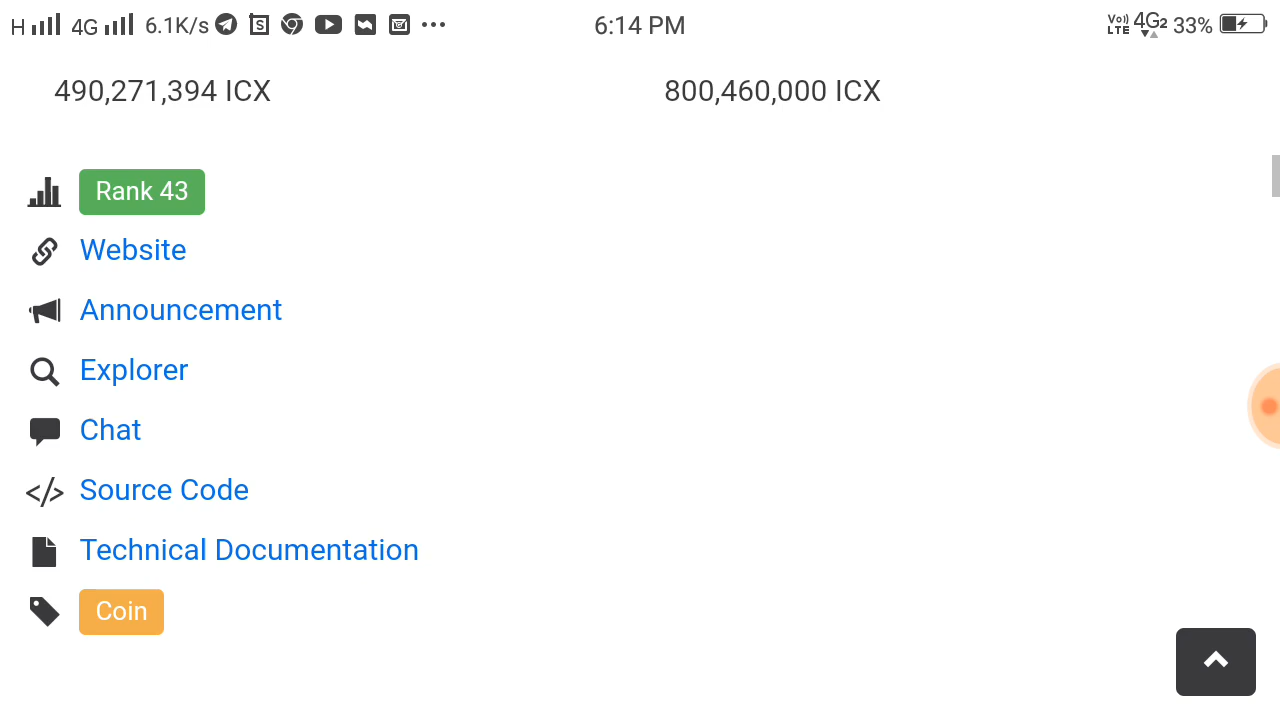 H 4G 6.1K/s S ••• 6:14 PM Vo)) LTE 4G2 33%
490,271,394 ICX 800,460,000 ICX
Rank 43
Website
Announcement
Explorer
Chat
</> Source Code
Technical Documentation
Coin